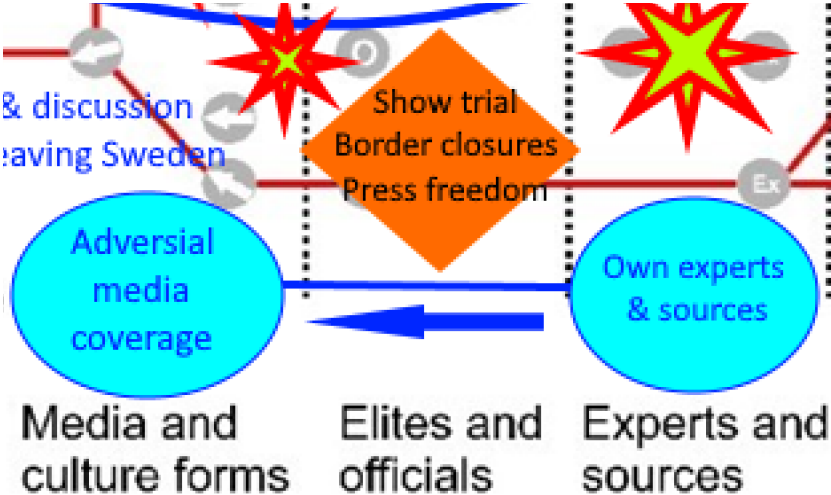 O
Show trial
& discussion
Border closures
eaving Sweden
Press freedom
Ex
Adversial
media
coverage
Own experts
& sources
Media and
culture forms
Elites and
officials
Experts and
sources